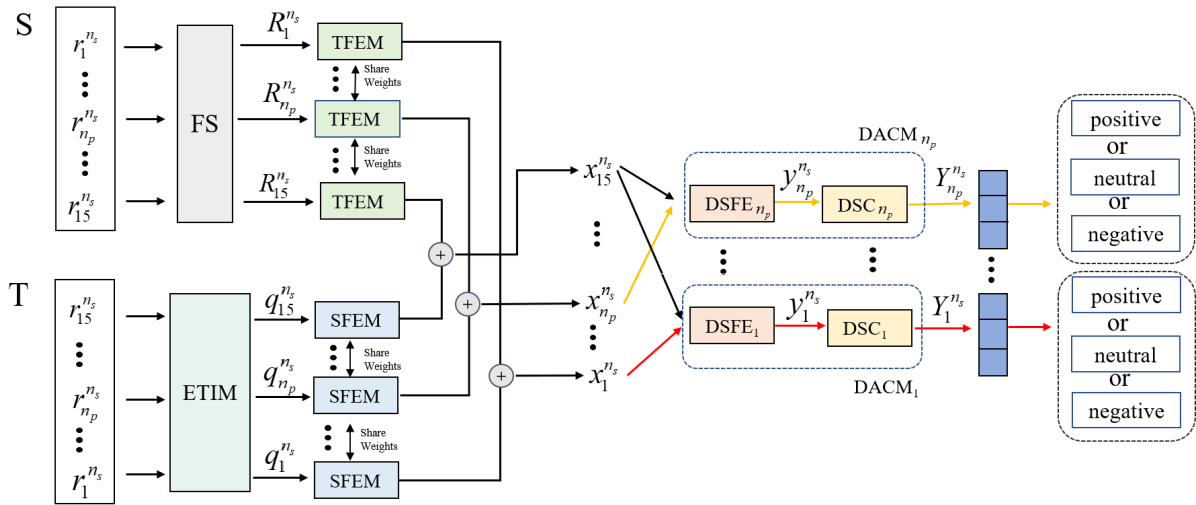 S
r_1^{n_s}
r_{n_p}^{n_s}
r_{15}^{n_s}
FS
R_1^{n_s}
R_{n_p}^{n_s}
R_{15}^{n_s}
TFEM
Share
Weights
TFEM
Share
Weights
TFEM
T
r_{15}^{n_s}
r_{n_p}^{n_s}
r_1^{n_s}
ETIM
q_{15}^{n_s}
q_{n_p}^{n_s}
q_1^{n_s}
SFEM
Share
Weights
SFEM
Share
Weights
SFEM
+
+
+
x_{15}^{n_s}
x_{n_p}^{n_s}
x_1^{n_s}
DACM_{n_p}
DSFE_{n_p}
y_{n_p}^{n_s}
DSC_{n_p}
Y_{n_p}^{n_s}
DSFE_1
y_1^{n_s}
DSC_1
Y_1^{n_s}
DACM_1
positive
or
neutral
or
negative
positive
or
neutral
or
negative